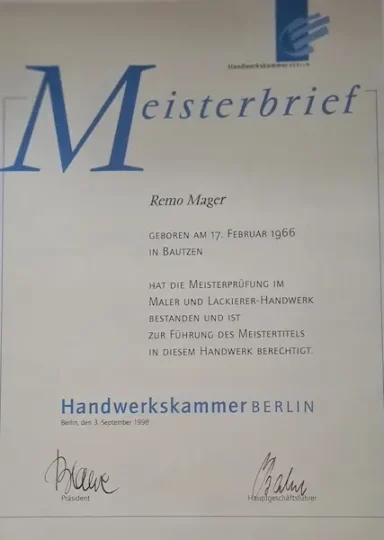 Handwerkskammer BERLIN
Meisterbrief
Remo Mager
GEBOREN AM 17. FEBRUAR 1966
IN BAUTZEN
HAT DIE MEISTERPRÜFUNG IM
MALER UND LACKIERER-HANDWERK
BESTANDEN UND IST
ZUR FÜHRUNG DES MEISTERTITELS
IN DIESEM HANDWERK BERECHTIGT.
Handwerkskammer BERLIN
Berlin, den 3. September 1998
Präsident
Hauptgeschäftsführer